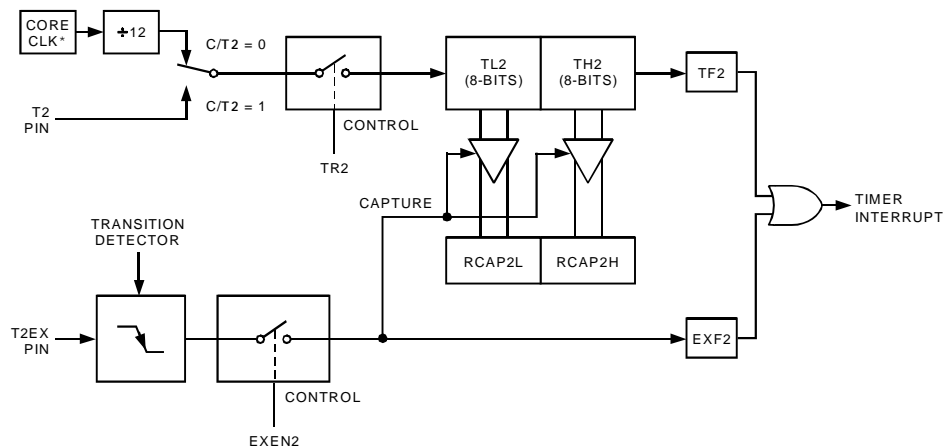 CORE
CLK*
÷12
C/T2 = 0
C/T2 = 1
T2
PIN
CONTROL
TR2
TL2
(8-BITS)
TH2
(8-BITS)
TF2
CAPTURE
TIMER
INTERRUPT
TRANSITION
DETECTOR
RCAP2L
RCAP2H
T2EX
PIN
CONTROL
EXEN2
EXF2